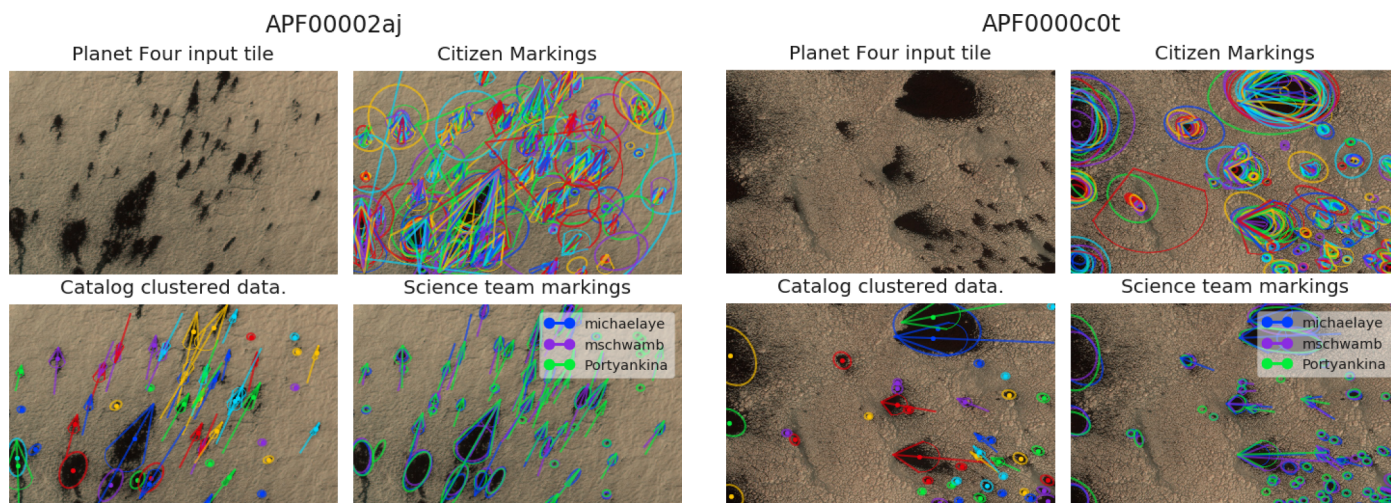 APF00002aj
Planet Four input tile
Citizen Markings
Catalog clustered data.
Science team markings
michaelaye
mschwamb
Portyankina
APF0000c0t
Planet Four input tile
Citizen Markings
Catalog clustered data.
Science team markings
michaelaye
mschwamb
Portyankina